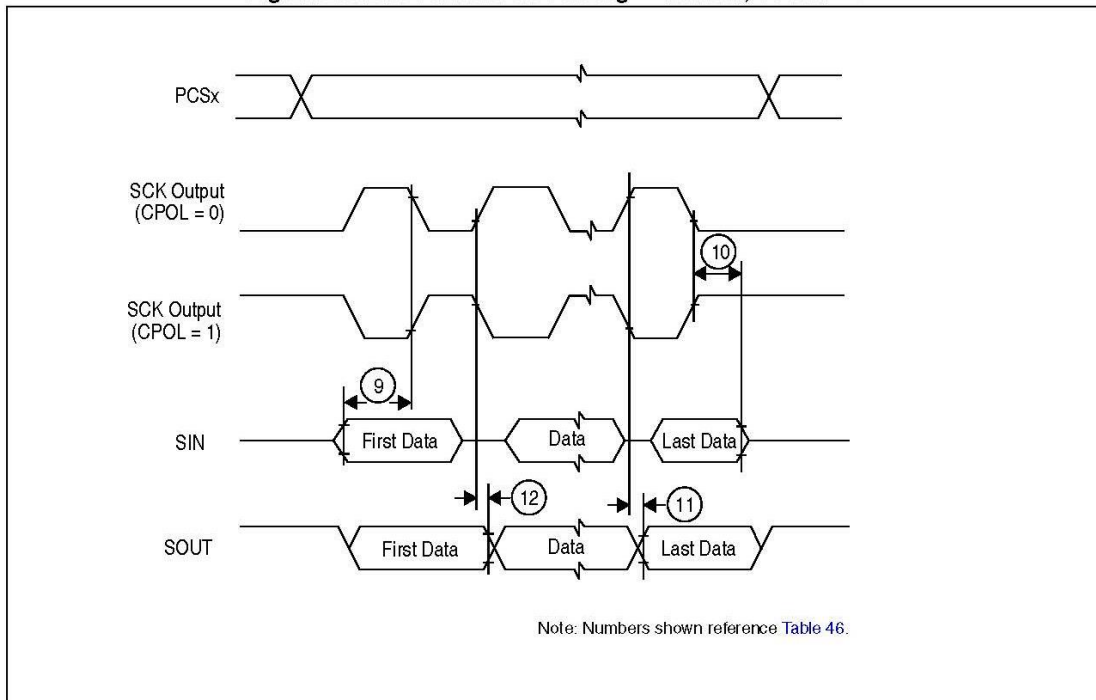 PCSx
SCK Output
(CPOL = 0)
10
SCK Output
(CPOL = 1)
9
SIN
First Data
Data
Last Data
12
11
SOUT
First Data
Data
Last Data
Note: Numbers shown reference Table 46.